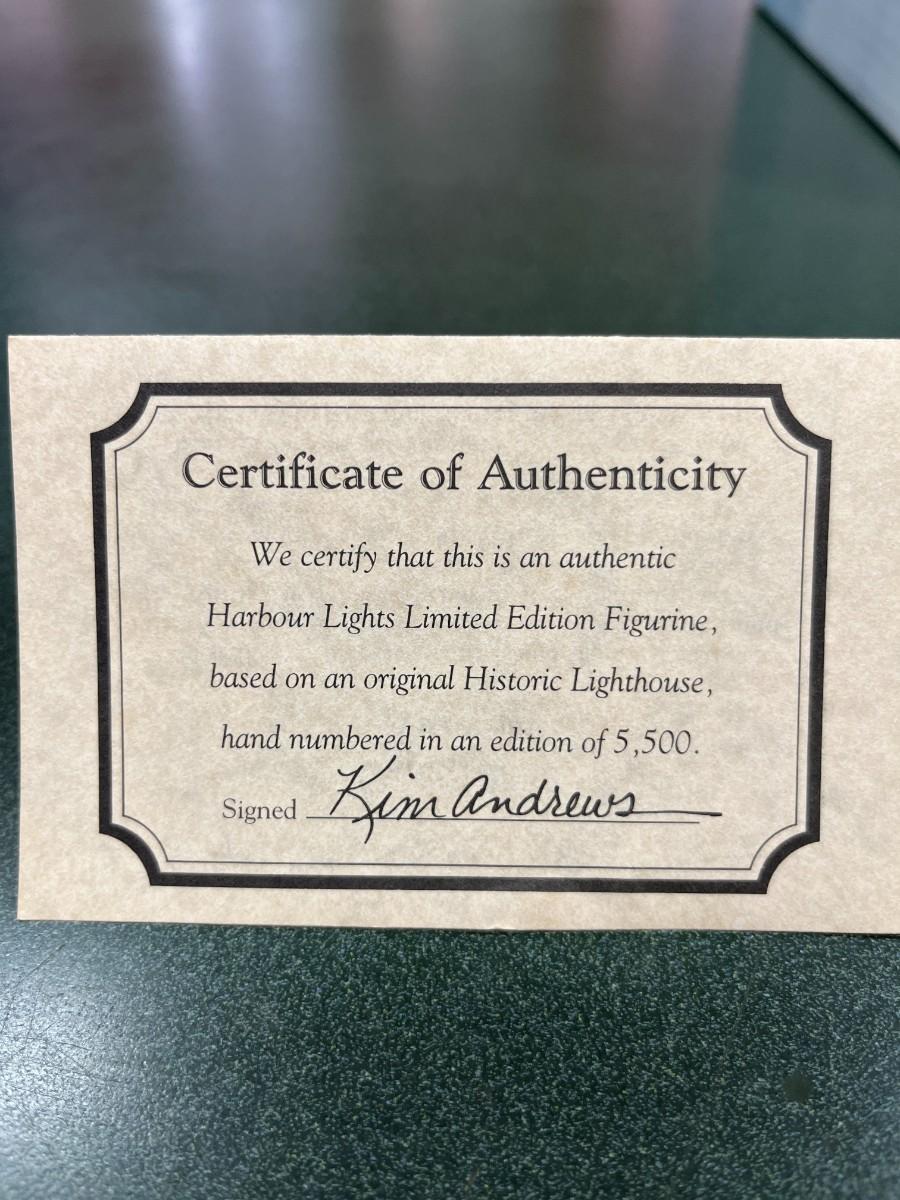 Certificate of Authenticity
We certify that this is an authentic
Harbour Lights Limited Edition Figurine,
based on an original Historic Lighthouse,
hand numbered in an edition of 5,500.
Signed Kim Andrews